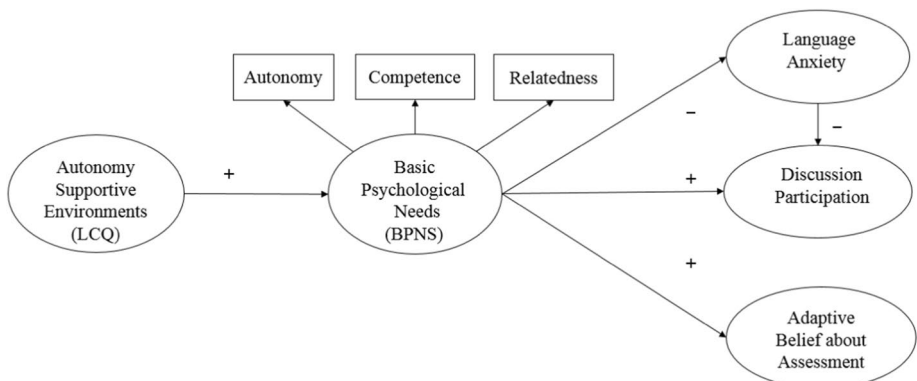 Language
Anxiety
Autonomy
Competence
Relatedness
−
−
Autonomy
Supportive
Environments
(LCQ)
+
Basic
Psychological
Needs
(BPNS)
+
Discussion
Participation
+
Adaptive
Belief about
Assessment